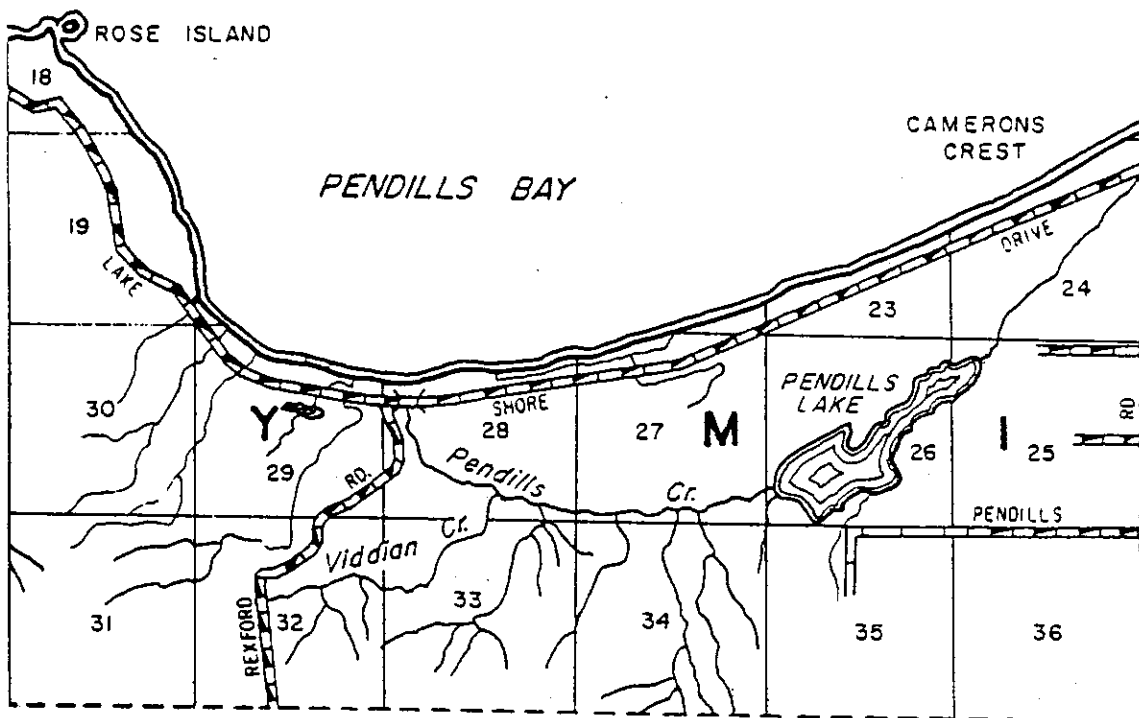 ROSE ISLAND
18
CAMERONS
CREST
PENDILLS BAY
19
LAKE
DRIVE
24
23
PENDILLS
LAKE
30
SHORE
Y
28
27
M
26
I
25
RD
29
RD.
Pendills
Cr.
PENDILLS
Viddian
Cr.
31
32
33
34
35
36
REXFORD